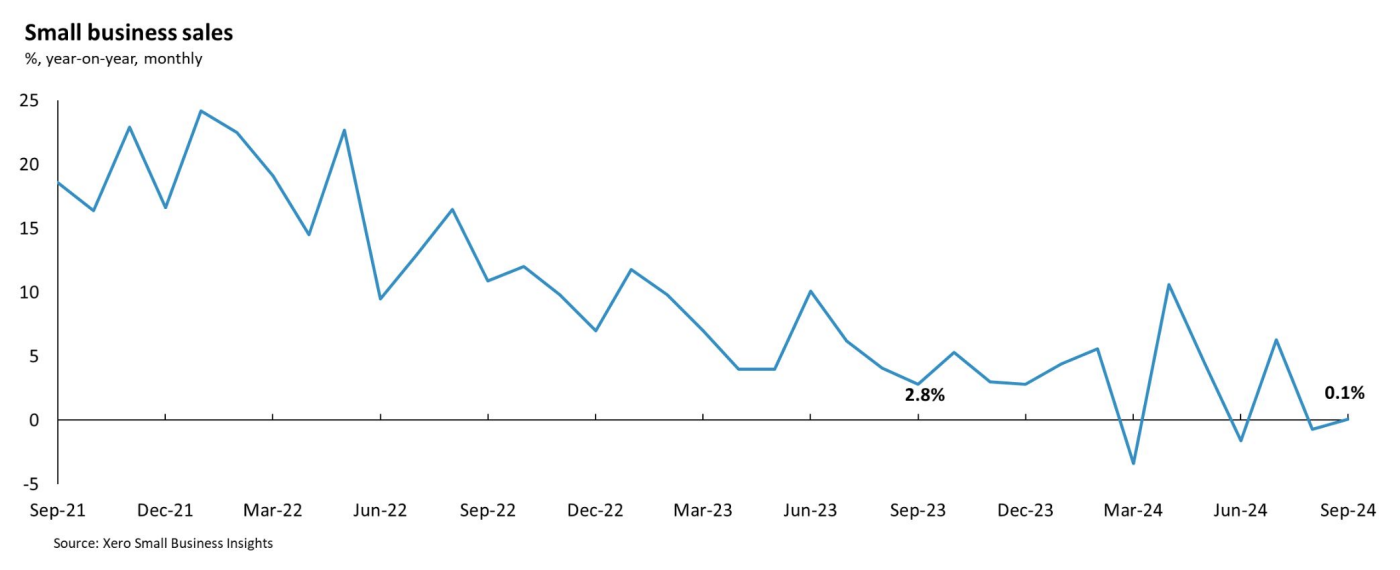 Small business sales
%, year-on-year, monthly
25
20
15
10
5
0
-5
2.8%
0.1%
Sep-21 Dec-21 Mar-22 Jun-22 Sep-22 Dec-22 Mar-23 Jun-23 Sep-23 Dec-23 Mar-24 Jun-24 Sep-24
Source: Xero Small Business Insights